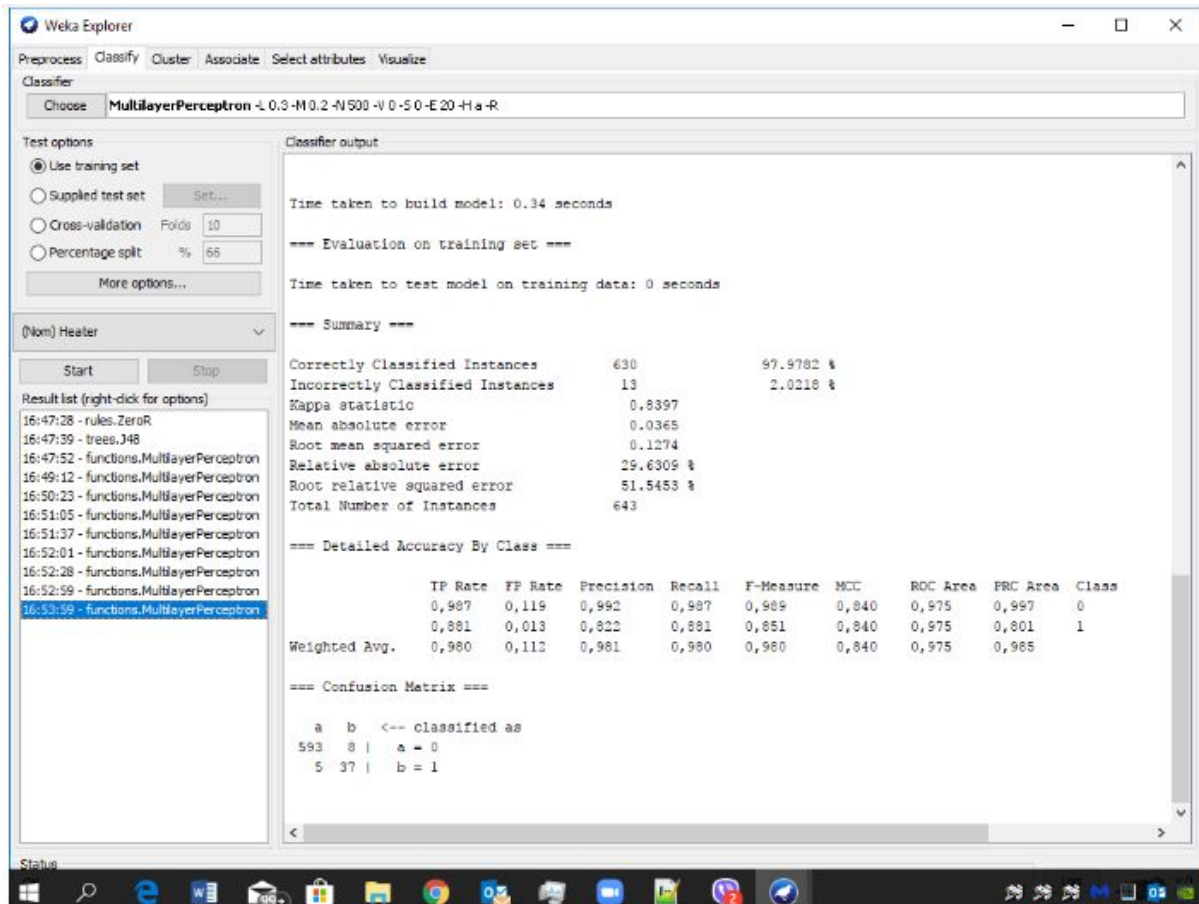 Weka Explorer
Preprocess Classify Cluster Associate Select attributes Visualize
Classifier
Choose MultilayerPerceptron -L 0.3 -M 0.2 -N 500 -V 0 -S 0 -E 20 -H a -R
Test options
Use training set
Supplied test set Set...
Cross-validation Folds 10
Percentage split % 66
More options...
(Nom) Heater
Start Stop
Result list (right-click for options)
16:47:28 - rules.ZeroR
16:47:39 - trees.J48
16:47:52 - functions.MultilayerPerceptron
16:49:12 - functions.MultilayerPerceptron
16:50:23 - functions.MultilayerPerceptron
16:51:05 - functions.MultilayerPerceptron
16:51:37 - functions.MultilayerPerceptron
16:52:01 - functions.MultilayerPerceptron
16:52:28 - functions.MultilayerPerceptron
16:52:59 - functions.MultilayerPerceptron
16:53:59 - functions.MultilayerPerceptron
Classifier output
Time taken to build model: 0.34 seconds
=== Evaluation on training set ===
Time taken to test model on training data: 0 seconds
=== Summary ===
Correctly Classified Instances 630 97.9782 %
Incorrectly Classified Instances 13 2.0218 %
Kappa statistic 0.8397
Mean absolute error 0.0365
Root mean squared error 0.1274
Relative absolute error 29.6309 %
Root relative squared error 51.5453 %
Total Number of Instances 643
=== Detailed Accuracy By Class ===
TP Rate FP Rate Precision Recall F-Measure MCC ROC Area PRC Area Class
0,987 0,119 0,992 0,987 0,989 0,840 0,975 0,997 0
0,881 0,013 0,822 0,881 0,851 0,840 0,975 0,801 1
Weighted Avg. 0,980 0,112 0,981 0,980 0,980 0,840 0,975 0,985
=== Confusion Matrix ===
a b <-- classified as
593 8 | a = 0
5 37 | b = 1
Status